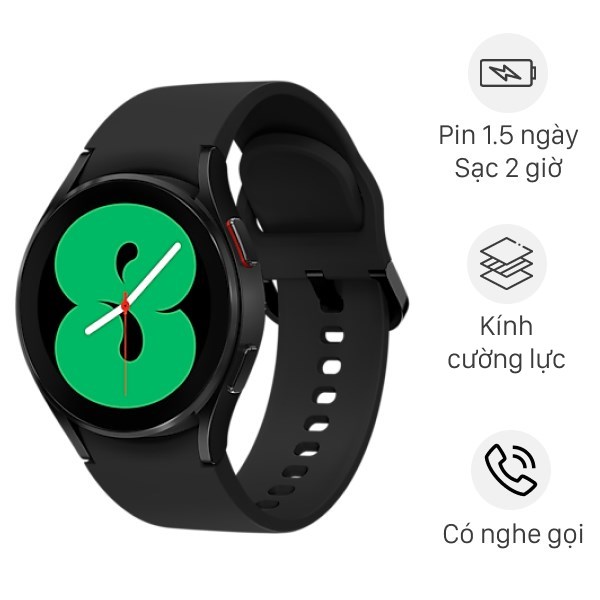 Pin 1.5 ngày
Sạc 2 giờ
Kính
cường lực
Có nghe gọi